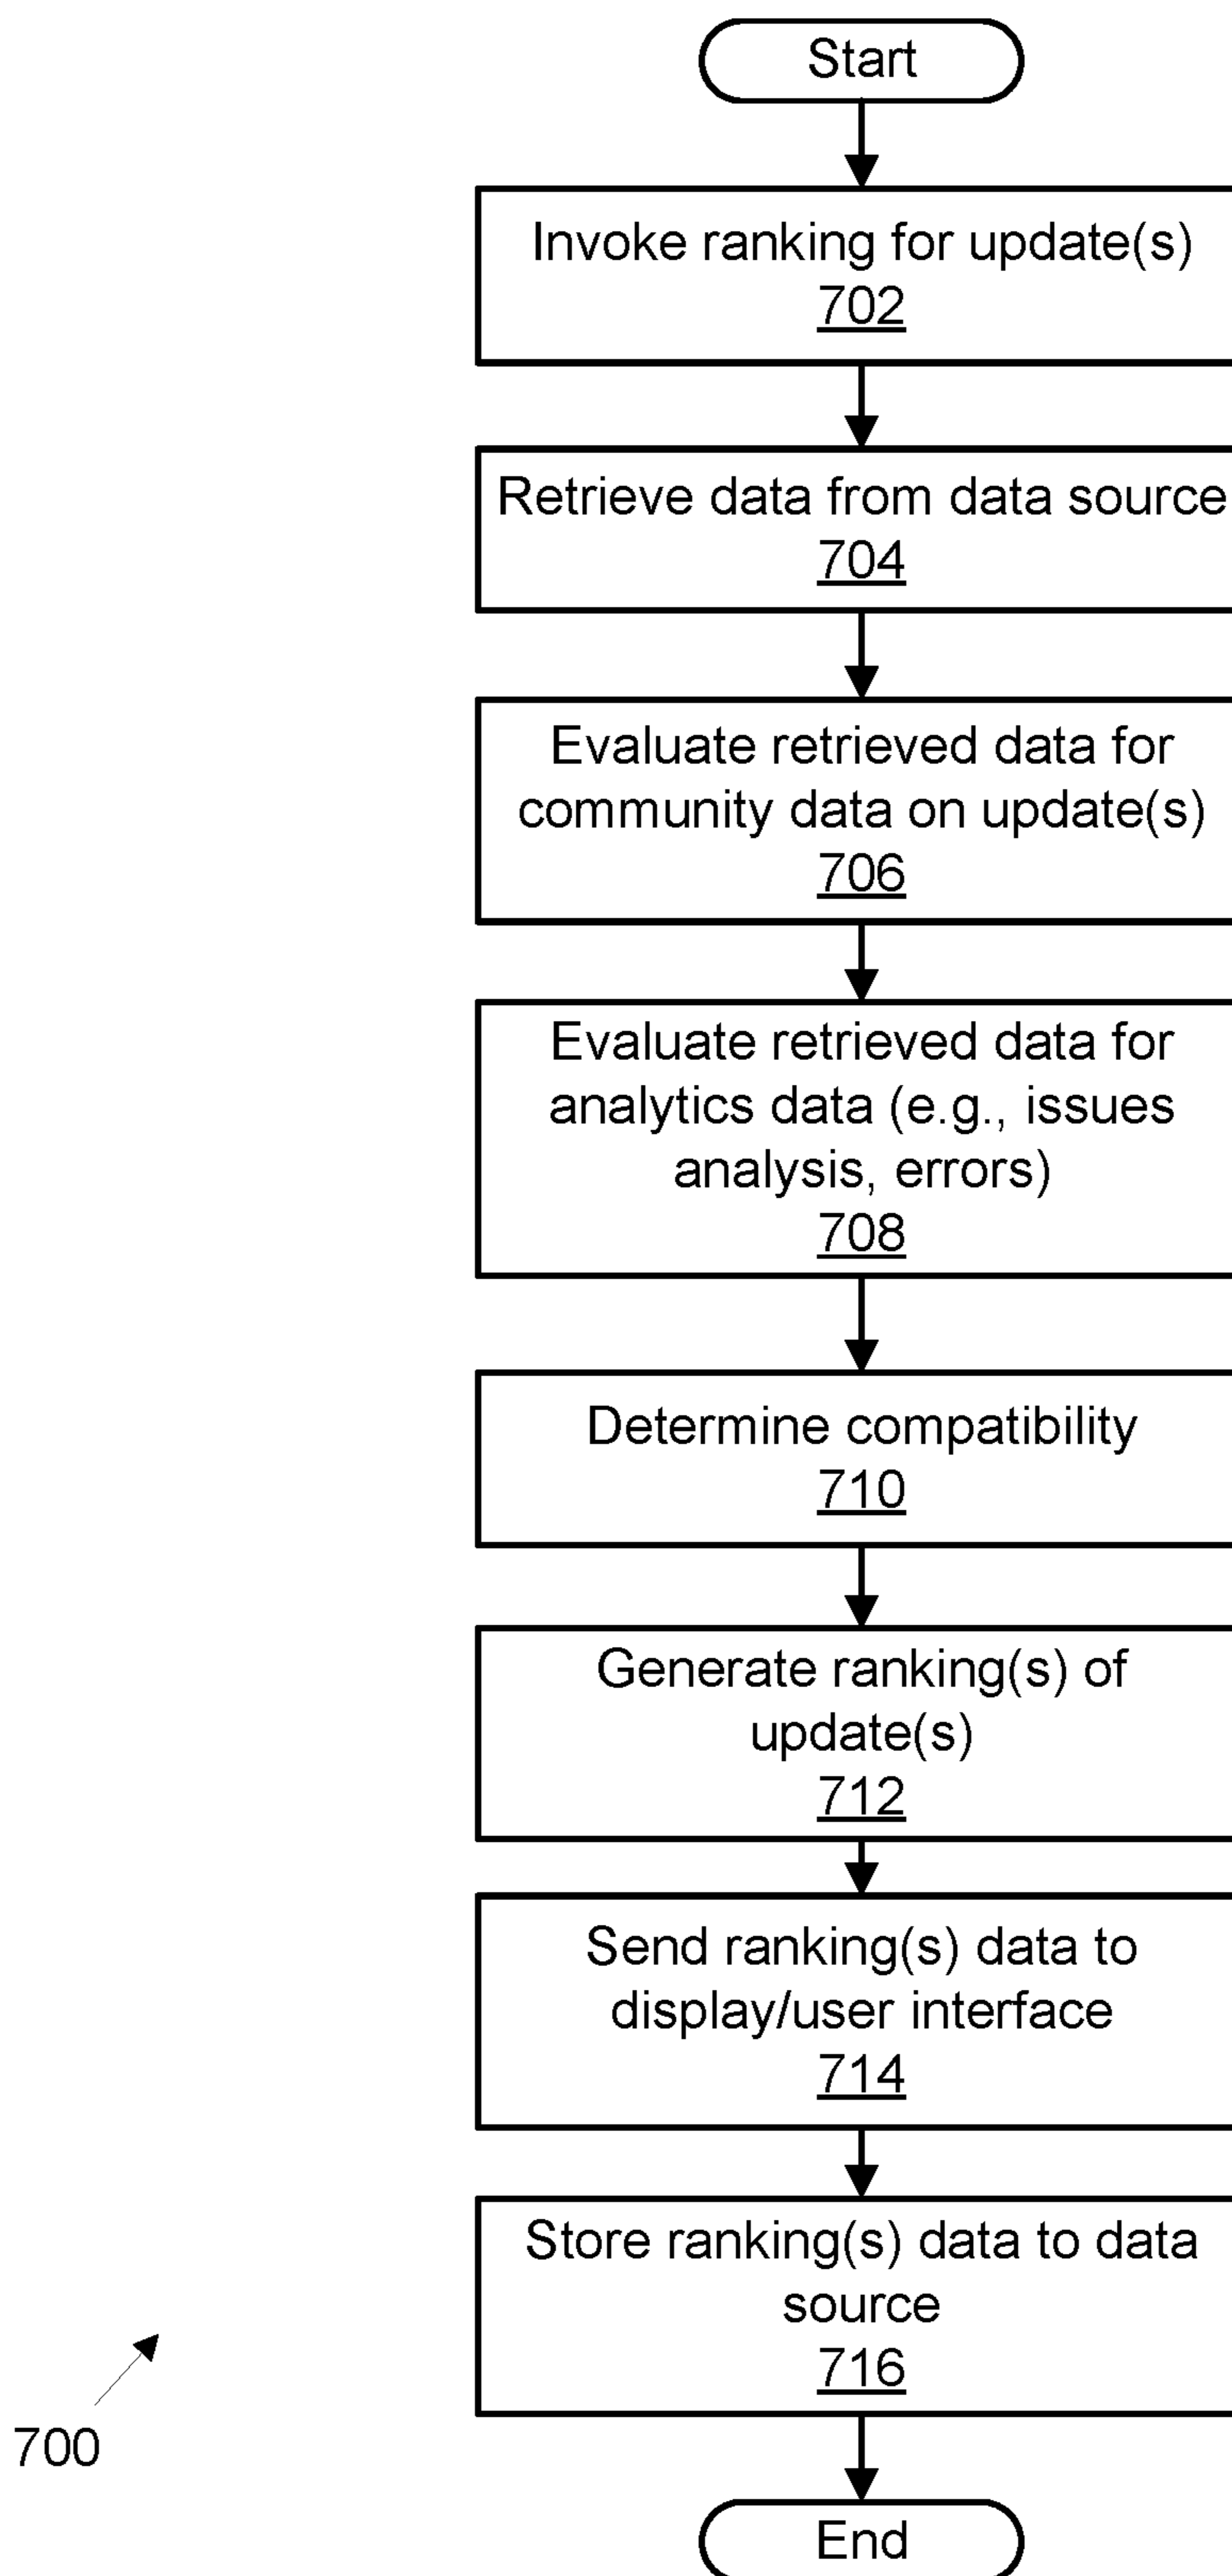 Start
Invoke ranking for update(s)
702
Retrieve data from data source
704
Evaluate retrieved data for
community data on update(s)
706
Evaluate retrieved data for
analytics data (e.g., issues
analysis, errors)
708
Determine compatibility
710
Generate ranking(s) of
update(s)
712
Send ranking(s) data to
display/user interface
714
Store ranking(s) data to data
source
716
700
End